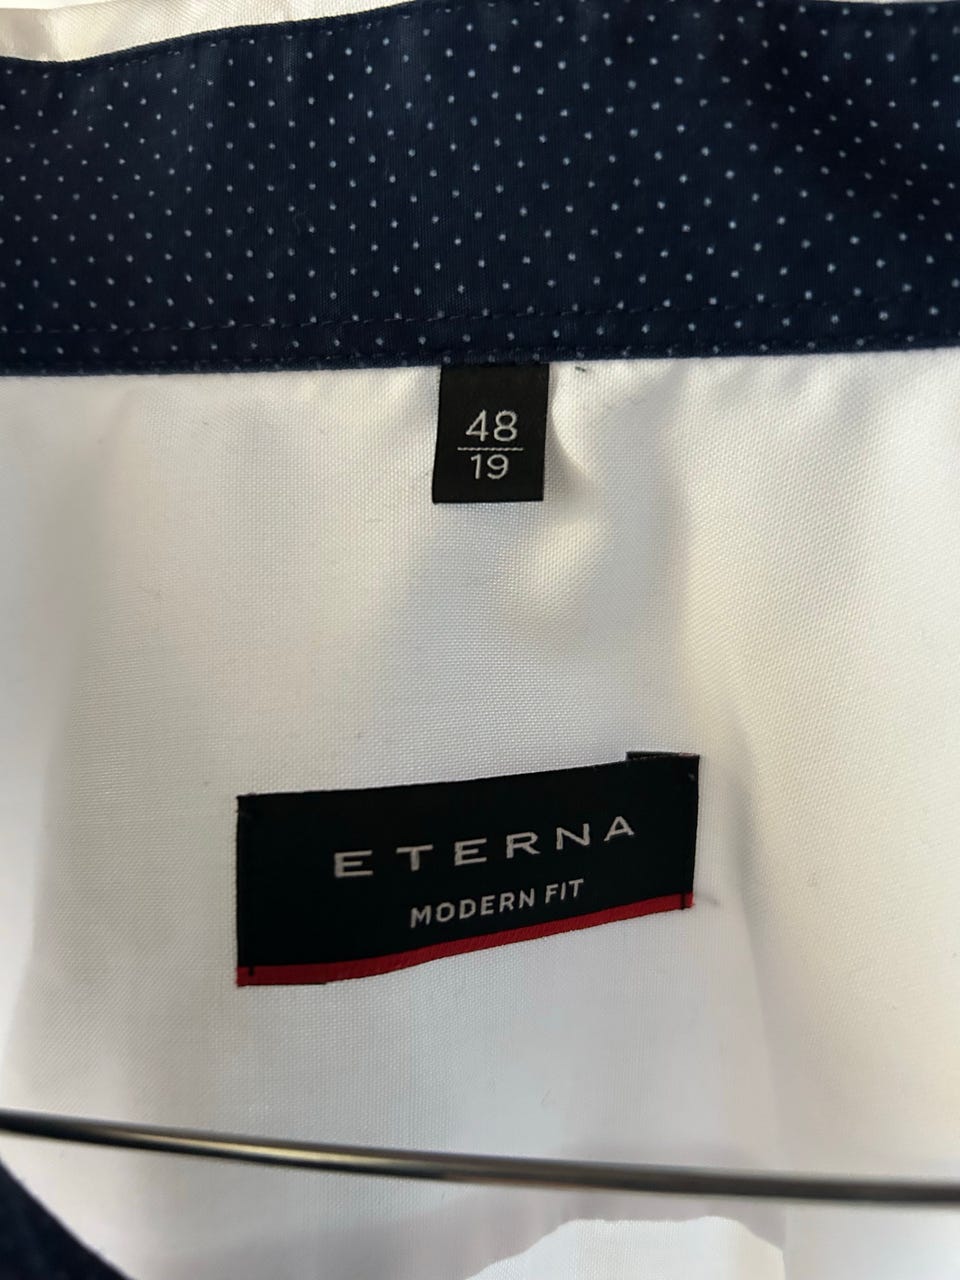 48
19
ETERNA
MODERN FIT